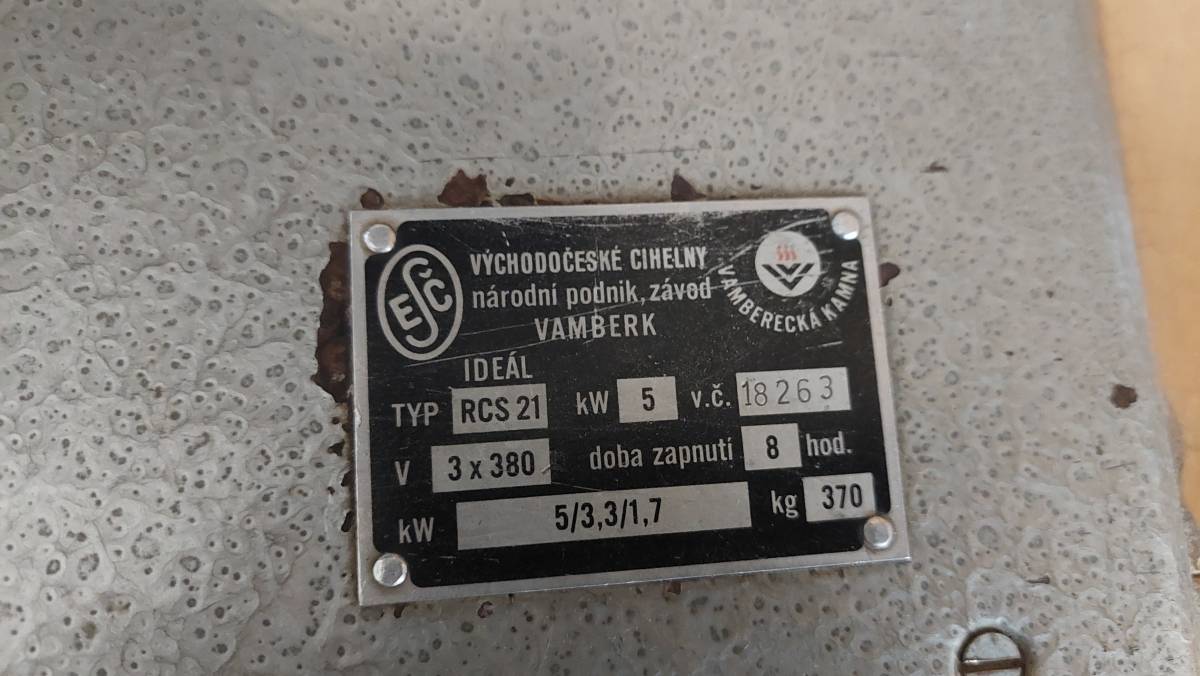 ESČ
VÝCHODOČESKÉ CIHELNY
národní podnik, závod
VAMBERK
VAMBERECKÁ KAMNA
IDEÁL
TYP RCS 21 kW 5 v.č. 18263
V 3 x 380 doba zapnutí 8 hod.
kW 5/3,3/1,7 kg 370